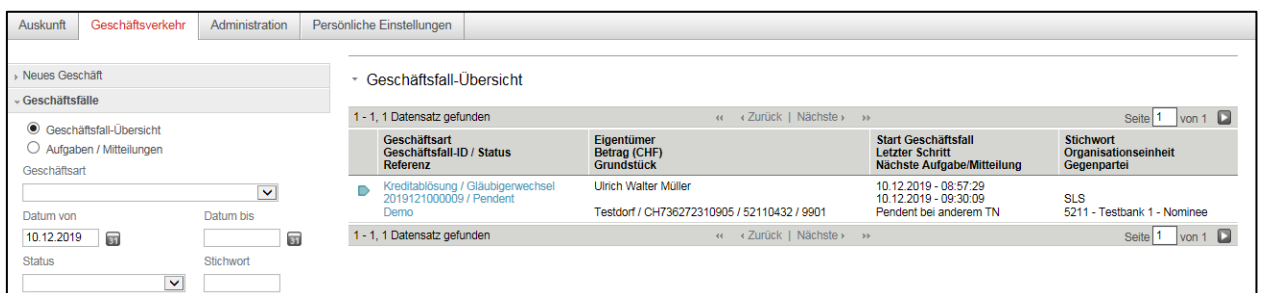 Auskunft Geschäftsverkehr Administration Persönliche Einstellungen
Neues Geschäft
Geschäftsfälle
Geschäftsfall-Übersicht
Aufgaben / Mitteilungen
Geschäftsart
Datum von Datum bis
10.12.2019 31 31
Status Stichwort
Geschäftsfall-Übersicht
1 - 1, 1 Datensatz gefunden ‹‹ ‹ Zurück | Nächste › ›› Seite 1 von 1
Geschäftsart Eigentümer Start Geschäftsfall Stichwort
Geschäftsfall-ID / Status Betrag (CHF) Letzter Schritt Organisationseinheit
Referenz Grundstück Nächste Aufgabe/Mitteilung Gegenpartei
Kreditablösung / Gläubigerwechsel Ulrich Walter Müller 10.12.2019 - 08:57:29
2019121000009 / Pendent 10.12.2019 - 09:30:09 SLS
Demo Testdorf / CH736272310905 / 52110432 / 9901 Pendent bei anderem TN 5211 - Testbank 1 - Nominee
1 - 1, 1 Datensatz gefunden ‹‹ ‹ Zurück | Nächste › ›› Seite 1 von 1